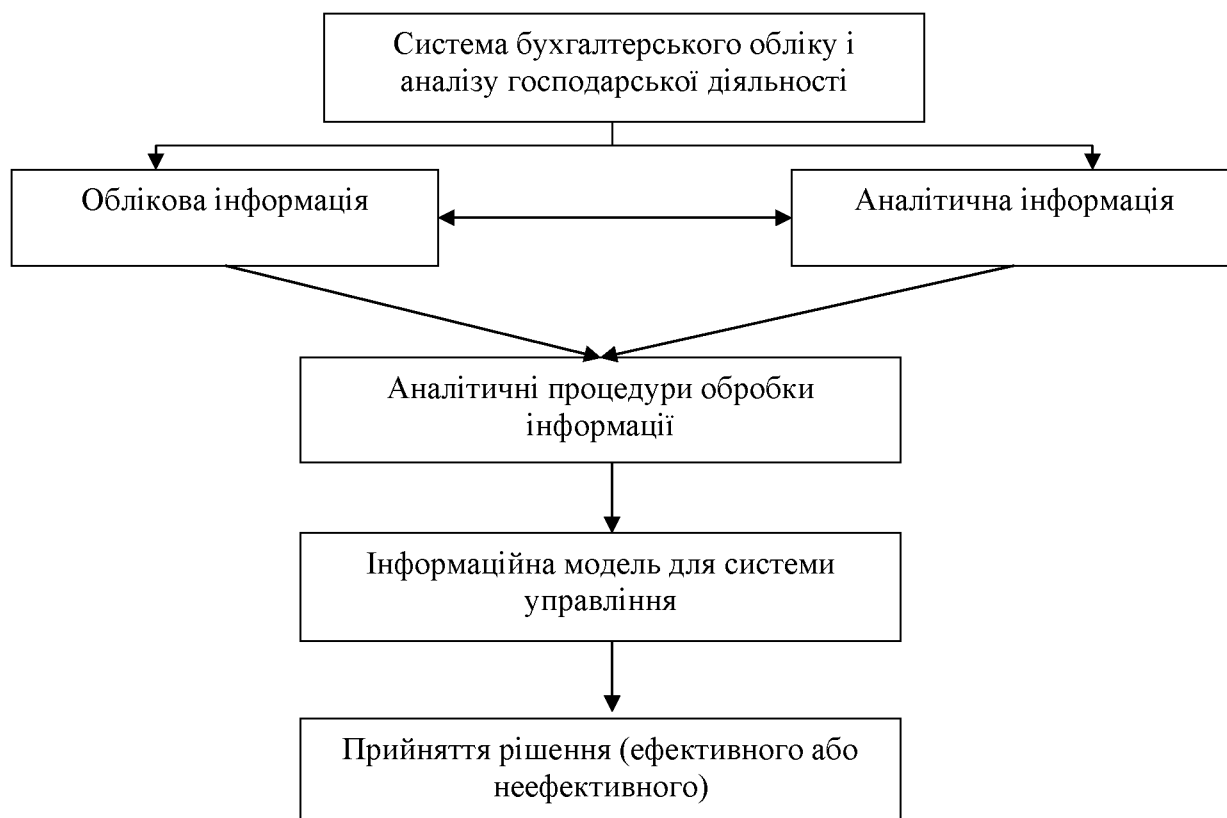 Система бухгалтерського обліку і
аналізу господарської діяльності
Облікова інформація
Аналітична інформація
Аналітичні процедури обробки
інформації
Інформаційна модель для системи
управління
Прийняття рішення (ефективного або
неефективного)